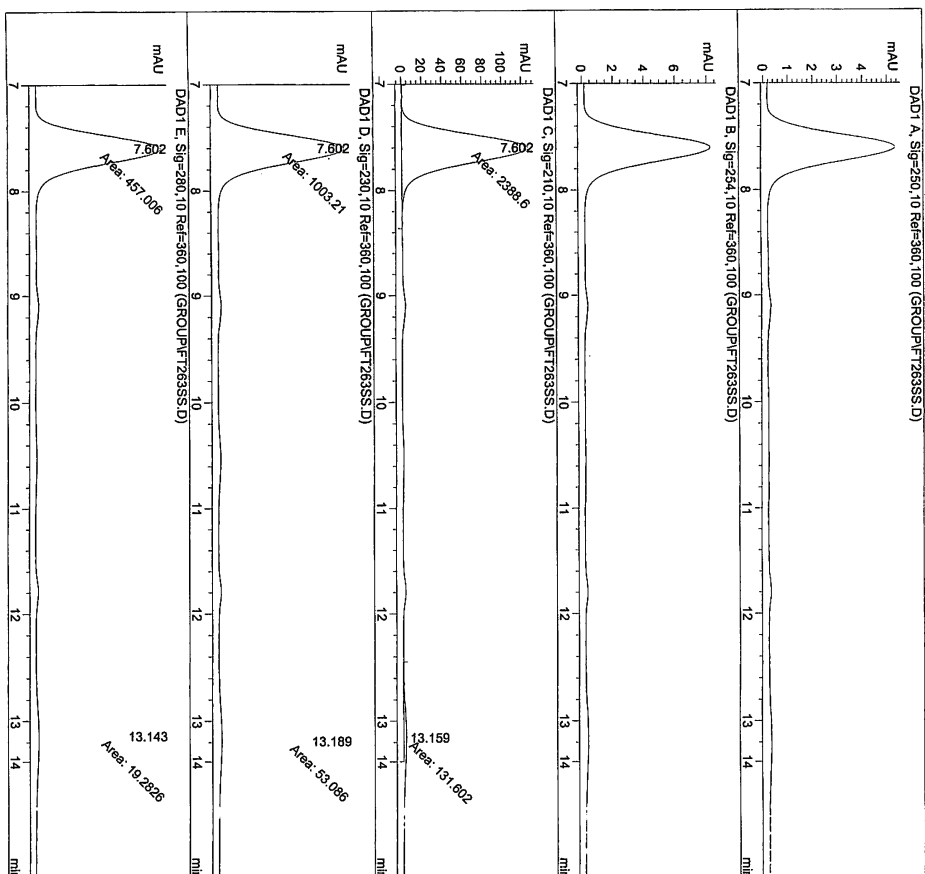 DAD1 A, Sig=250,10 Ref=360,100 (GROUP\FT263SS.D)
mAU
5
4
3
2
1
0
7 8 9 10 11 12 13 14 min
DAD1 B, Sig=254,10 Ref=360,100 (GROUP\FT263SS.D)
mAU
8
6
4
2
0
7 8 9 10 11 12 13 14 min
DAD1 C, Sig=210,10 Ref=360,100 (GROUP\FT263SS.D)
mAU
100
80
60
40
20
0
7.602
Area: 2388.6
13.159
Area: 131.602
7 8 9 10 11 12 13 14 min
DAD1 D, Sig=230,10 Ref=360,100 (GROUP\FT263SS.D)
mAU
7.602
Area: 1003.21
13.189
Area: 53.086
7 8 9 10 11 12 13 14 min
DAD1 E, Sig=280,10 Ref=360,100 (GROUP\FT263SS.D)
mAU
7.602
Area: 457.006
13.143
Area: 19.2826
7 8 9 10 11 12 13 14 min